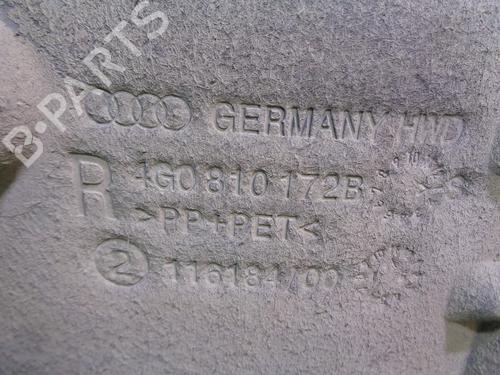 B-PARTS
GERMANY HWD
R 4G0 810 172B
>PP+PET<
2 116184/00